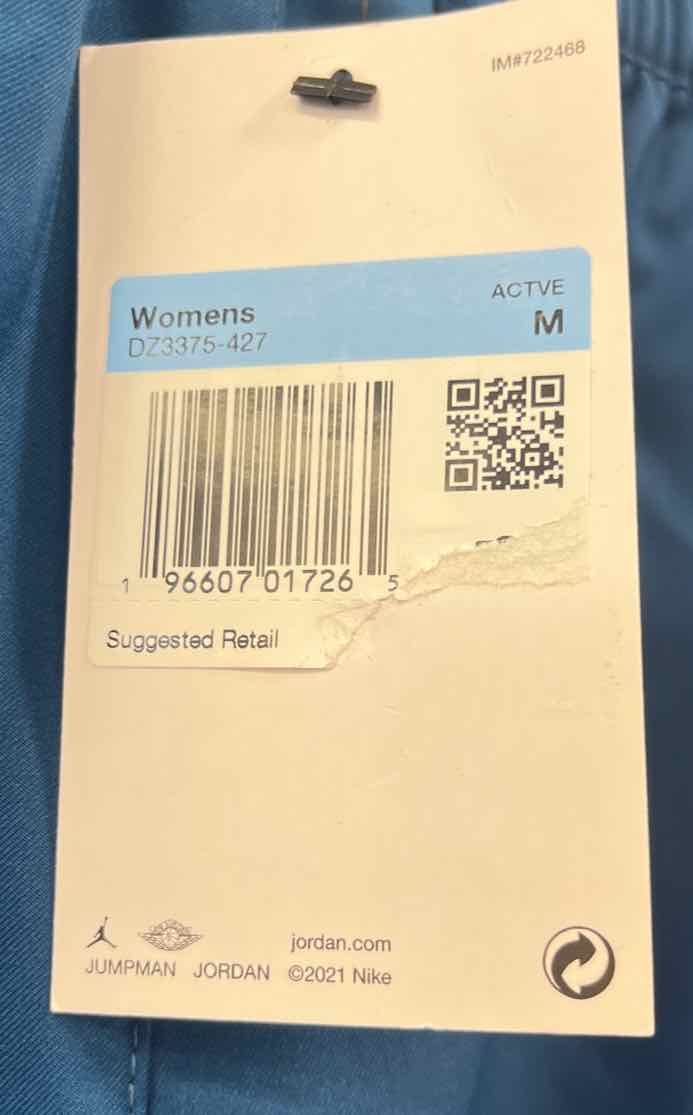 IM#722468
Womens
DZ3375-427
ACTVE
M
1 96607 01726 5
Suggested Retail
jordan.com
JUMPMAN JORDAN ©2021 Nike